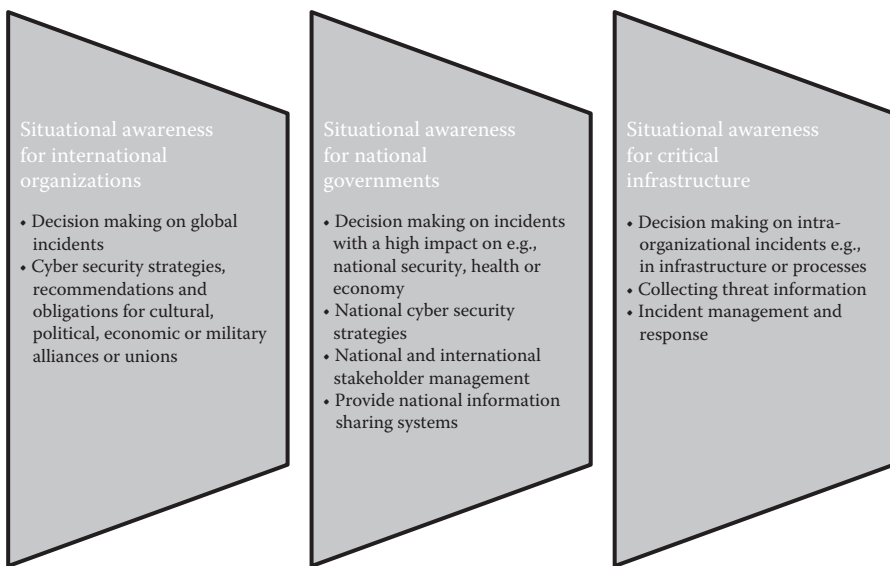 Situational awareness
for international
organizations
• Decision making on global
incidents
• Cyber security strategies,
recommendations and
obligations for cultural,
political, economic or military
alliances or unions
Situational awareness
for national
governments
• Decision making on incidents
with a high impact on e.g.,
national security, health or
economy
• National cyber security
strategies
• National and international
stakeholder management
• Provide national information
sharing systems
Situational awareness
for critical
infrastructure
• Decision making on intra-
organizational incidents e.g.,
in infrastructure or processes
• Collecting threat information
• Incident management and
response